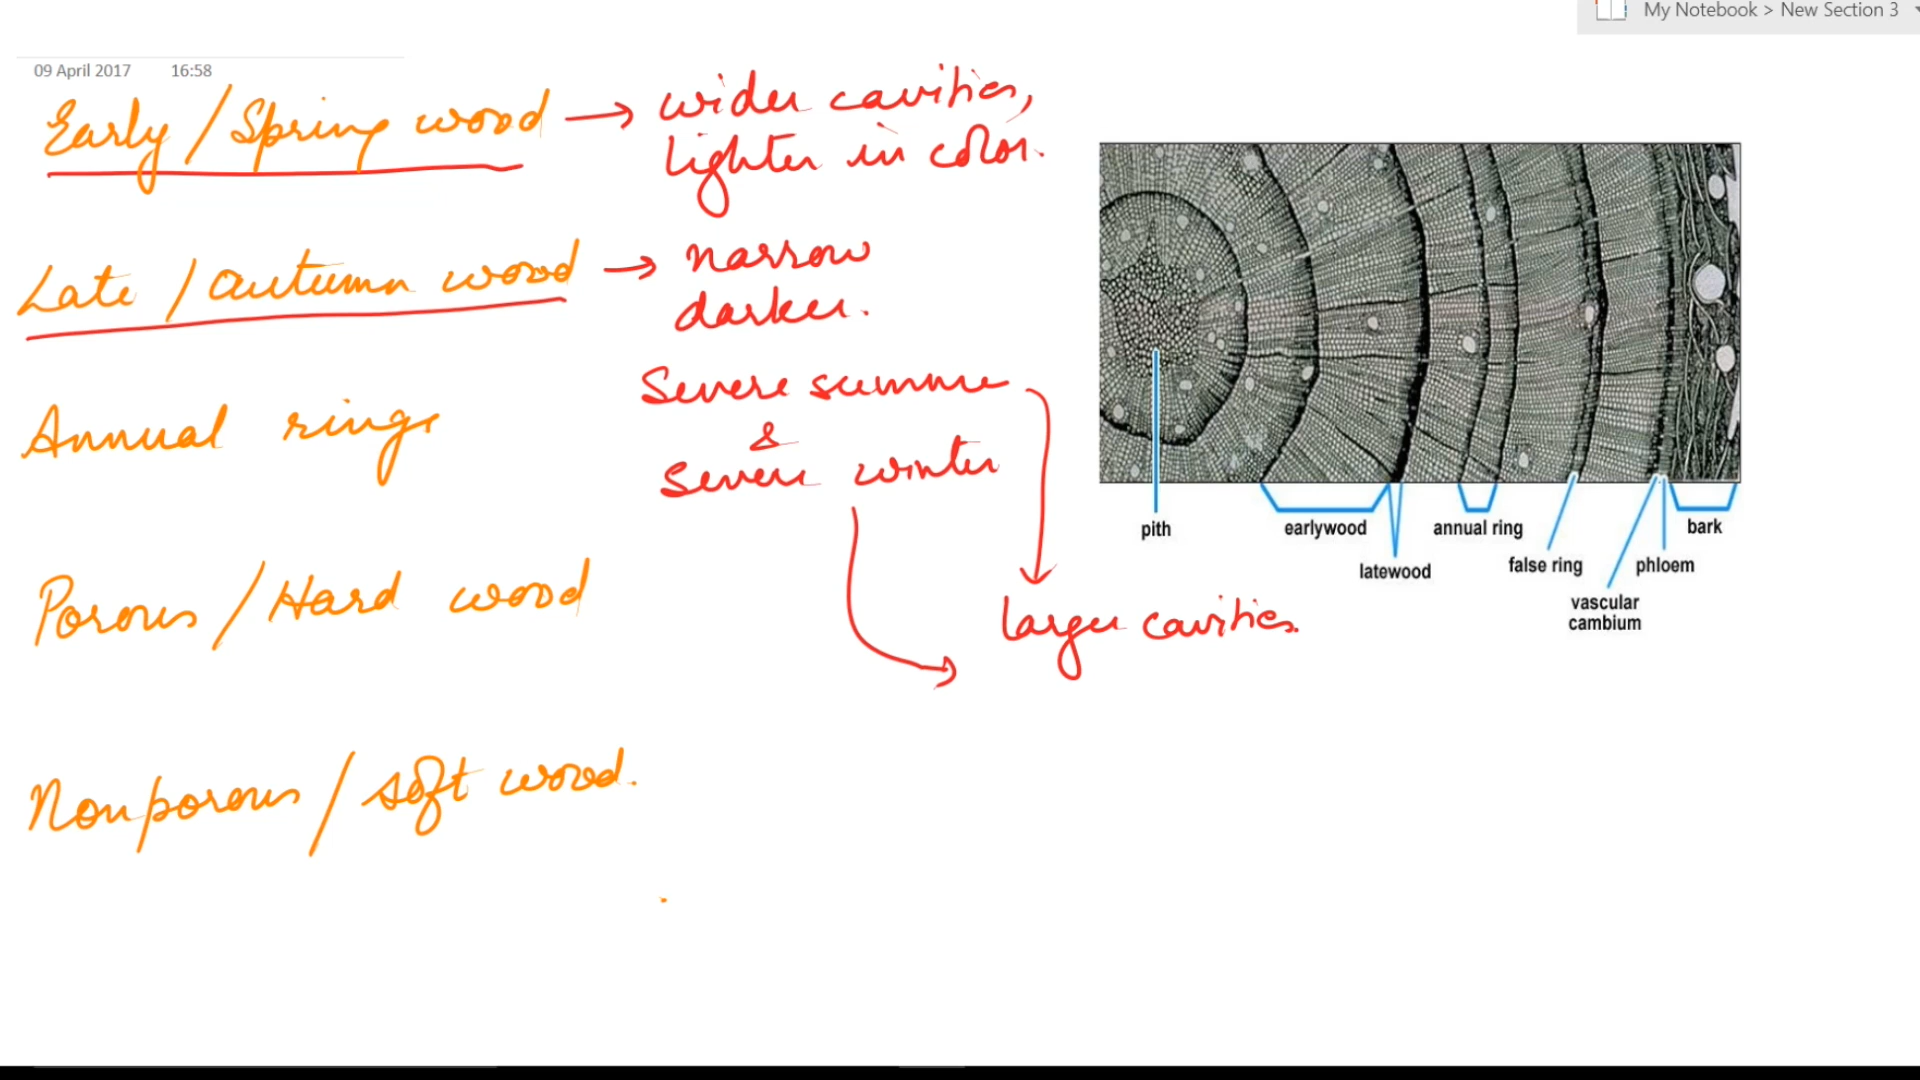 My Notebook > New Section 3
09 April 2017 16:58
Early / Spring wood → wider cavities,
lighter in color.
Late / autumn wood → narrow
darker.
Severe summe
&
Severe winter
Annual rings
larger cavities.
Porous / Hard wood
Nonporous / soft wood.
pith
earlywood
latewood
annual ring
false ring
vascular
cambium
phloem
bark